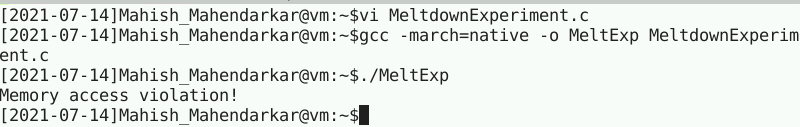 [2021-07-14]Mahish_Mahendarkar@vm:~$vi MeltdownExperiment.c
[2021-07-14]Mahish_Mahendarkar@vm:~$gcc -march=native -o MeltExp MeltdownExperim
ent.c
[2021-07-14]Mahish_Mahendarkar@vm:~$./MeltExp
Memory access violation!
[2021-07-14]Mahish_Mahendarkar@vm:~$